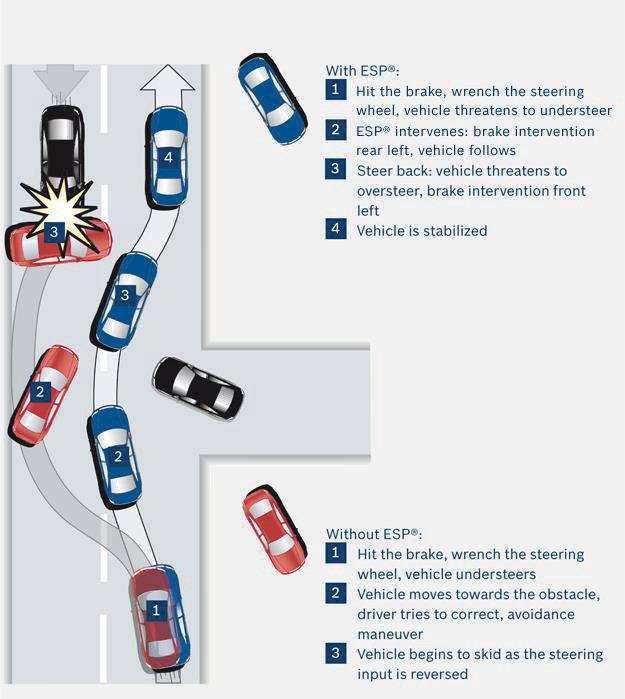 With ESP®:
1 Hit the brake, wrench the steering
wheel, vehicle threatens to understeer
2 ESP® intervenes: brake intervention
rear left, vehicle follows
3 Steer back: vehicle threatens to
oversteer, brake intervention front
left
4 Vehicle is stabilized
4
3
3
2
2
1
Without ESP®:
1 Hit the brake, wrench the steering
wheel, vehicle understeers
2 Vehicle moves towards the obstacle,
driver tries to correct, avoidance
maneuver
3 Vehicle begins to skid as the steering
input is reversed